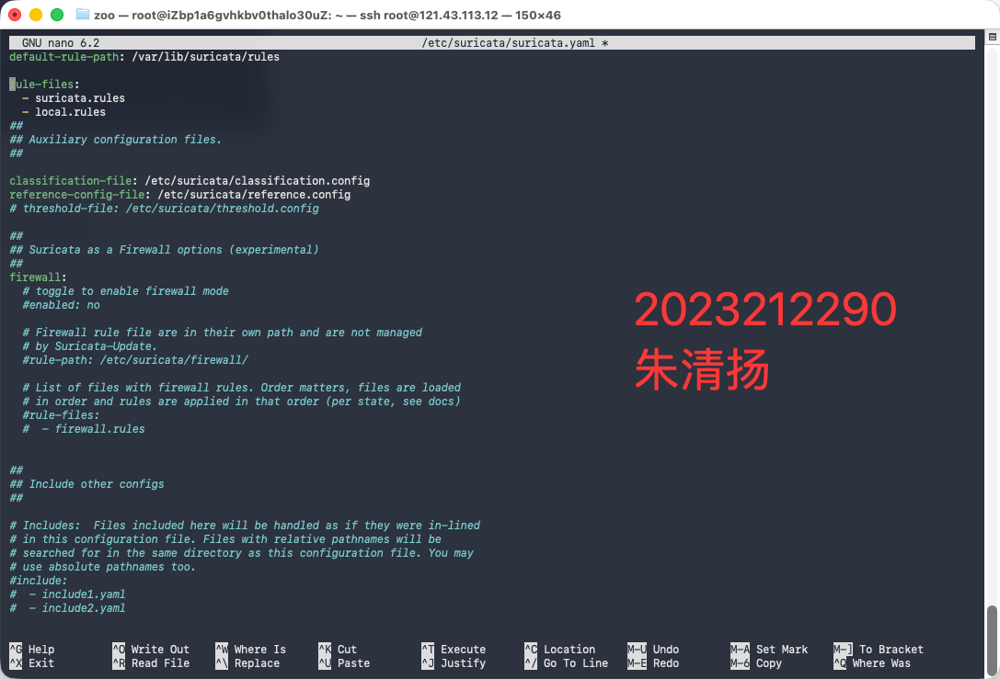 zoo — root@iZbp1a6gvhkbv0thalo30uZ: ~ — ssh root@121.43.113.12 — 150×46
GNU nano 6.2 /etc/suricata/suricata.yaml *
default-rule-path: /var/lib/suricata/rules
rule-files:
- suricata.rules
- local.rules
##
## Auxiliary configuration files.
##
classification-file: /etc/suricata/classification.config
reference-config-file: /etc/suricata/reference.config
# threshold-file: /etc/suricata/threshold.config
##
## Suricata as a Firewall options (experimental)
##
firewall:
# toggle to enable firewall mode
#enabled: no
# Firewall rule file are in their own path and are not managed
# by Suricata-Update.
#rule-path: /etc/suricata/firewall/
# List of files with firewall rules. Order matters, files are loaded
# in order and rules are applied in that order (per state, see docs)
#rule-files:
#  - firewall.rules
2023212290
朱清扬
##
## Include other configs
##
# Includes:  Files included here will be handled as if they were in-lined
# in this configuration file. Files with relative pathnames will be
# searched for in the same directory as this configuration file. You may
# use absolute pathnames too.
#include:
#  - include1.yaml
#  - include2.yaml
^G Help ^O Write Out ^W Where Is ^K Cut ^T Execute ^C Location M-U Undo M-A Set Mark M-] To Bracket
^X Exit ^R Read File ^\ Replace ^U Paste ^J Justify ^/ Go To Line M-E Redo M-6 Copy ^Q Where Was